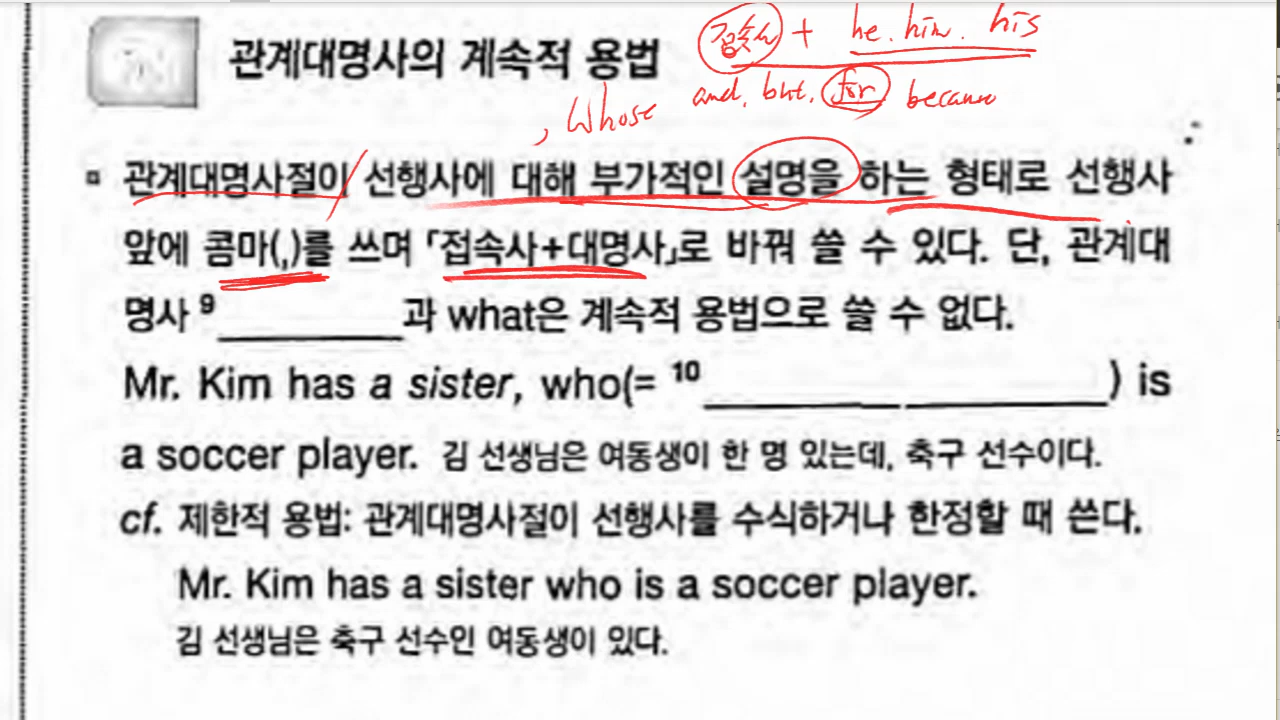 관계대명사의 계속적 용법
접속사 + he. him. his
, whose and, but, for because
관계대명사절이 선행사에 대해 부가적인 설명을 하는 형태로 선행사
앞에 콤마(,)를 쓰며 「접속사+대명사」로 바꿔 쓸 수 있다. 단, 관계대
명사 9 ________ 과 what은 계속적 용법으로 쓸 수 없다.
Mr. Kim has a sister, who(= 10 ________ ________ ) is
a soccer player. 김 선생님은 여동생이 한 명 있는데, 축구 선수이다.
cf. 제한적 용법: 관계대명사절이 선행사를 수식하거나 한정할 때 쓴다.
Mr. Kim has a sister who is a soccer player.
김 선생님은 축구 선수인 여동생이 있다.